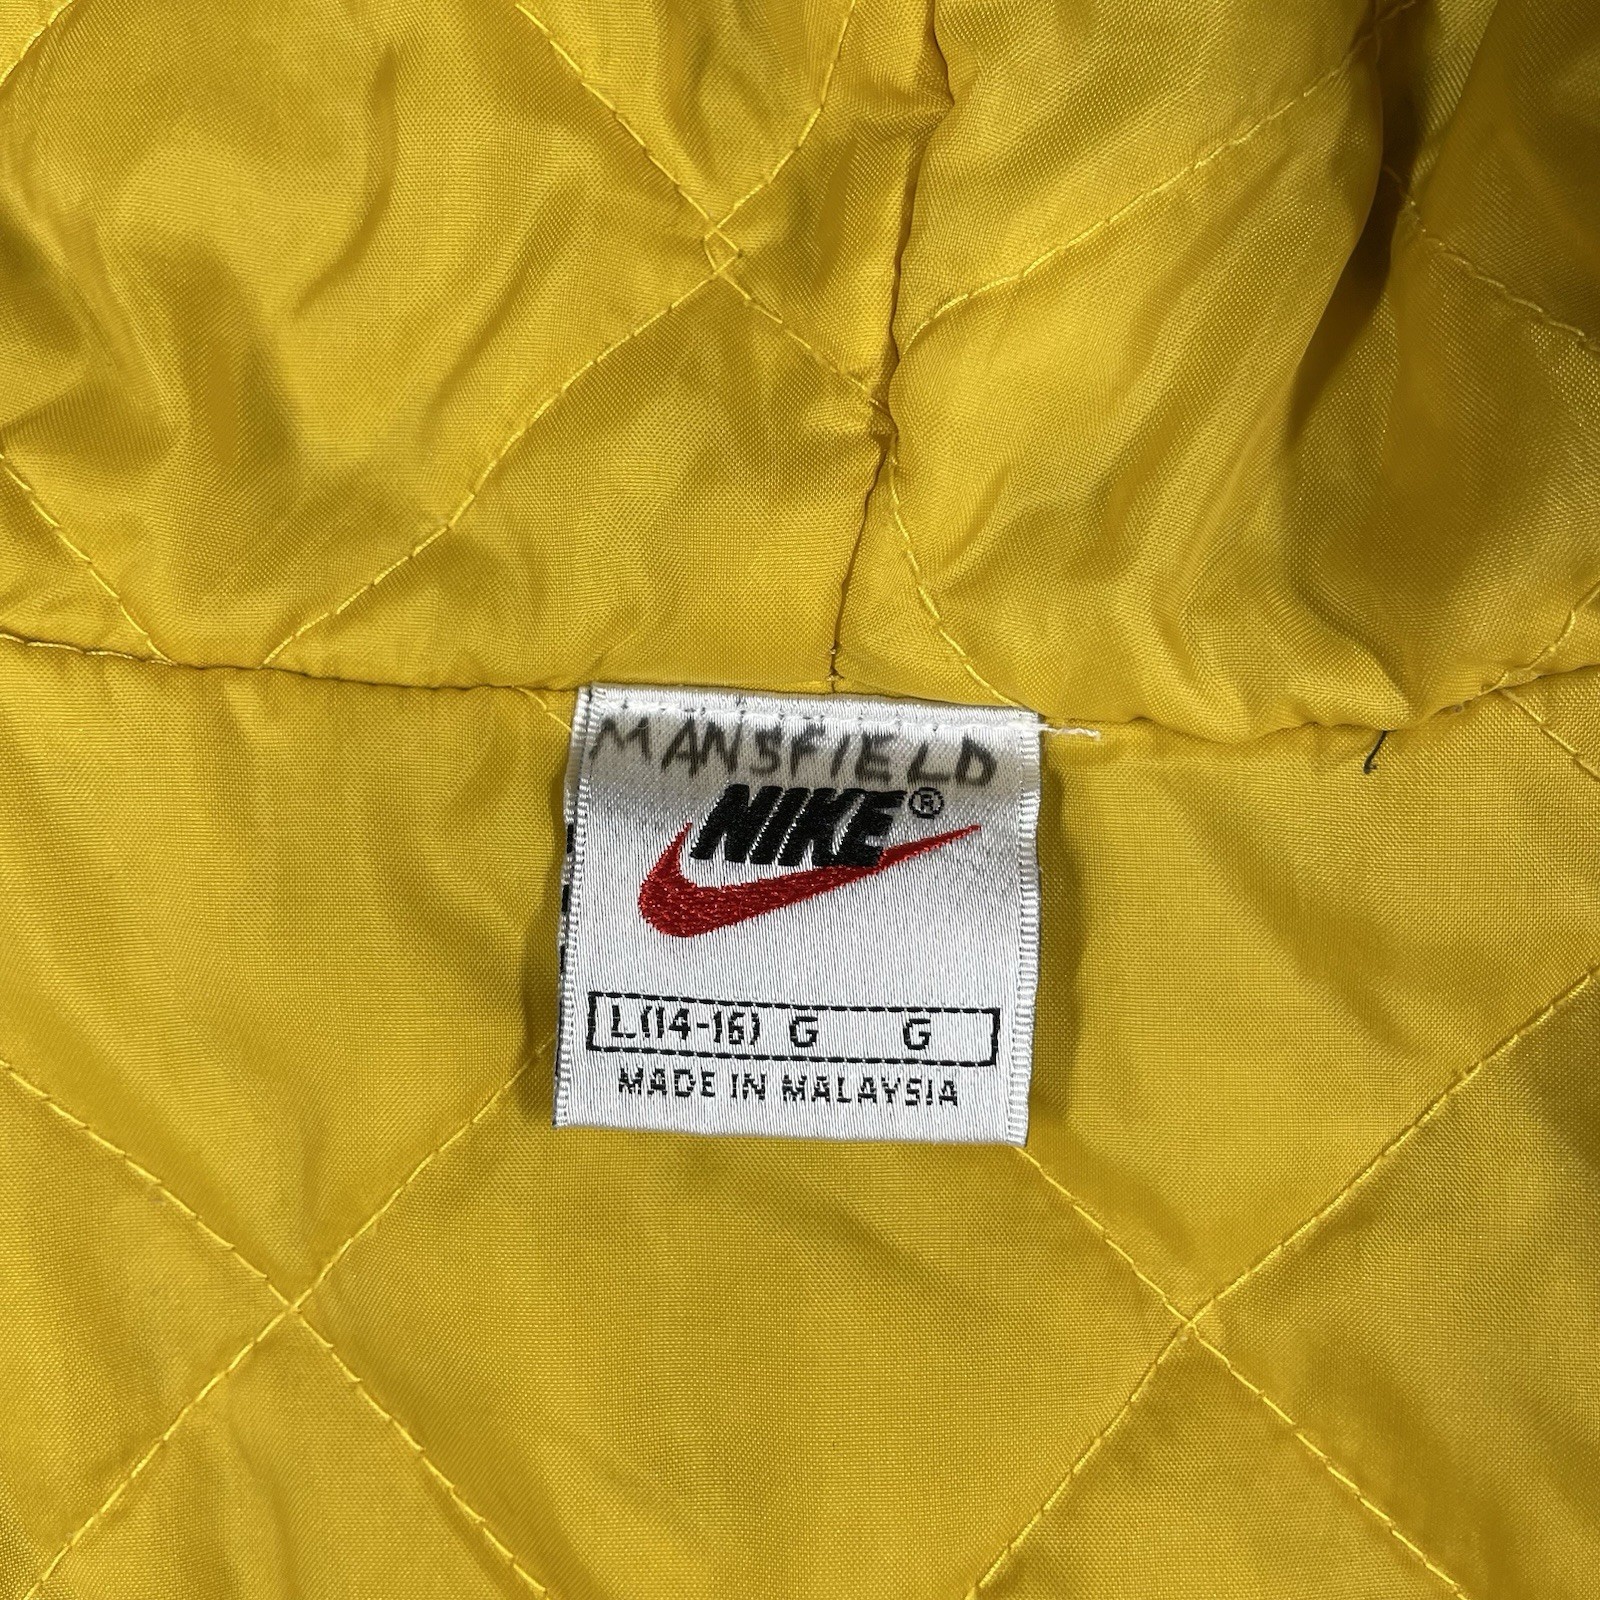 MANSFIELD
NIKE®
L(14-16) G G
MADE IN MALAYSIA